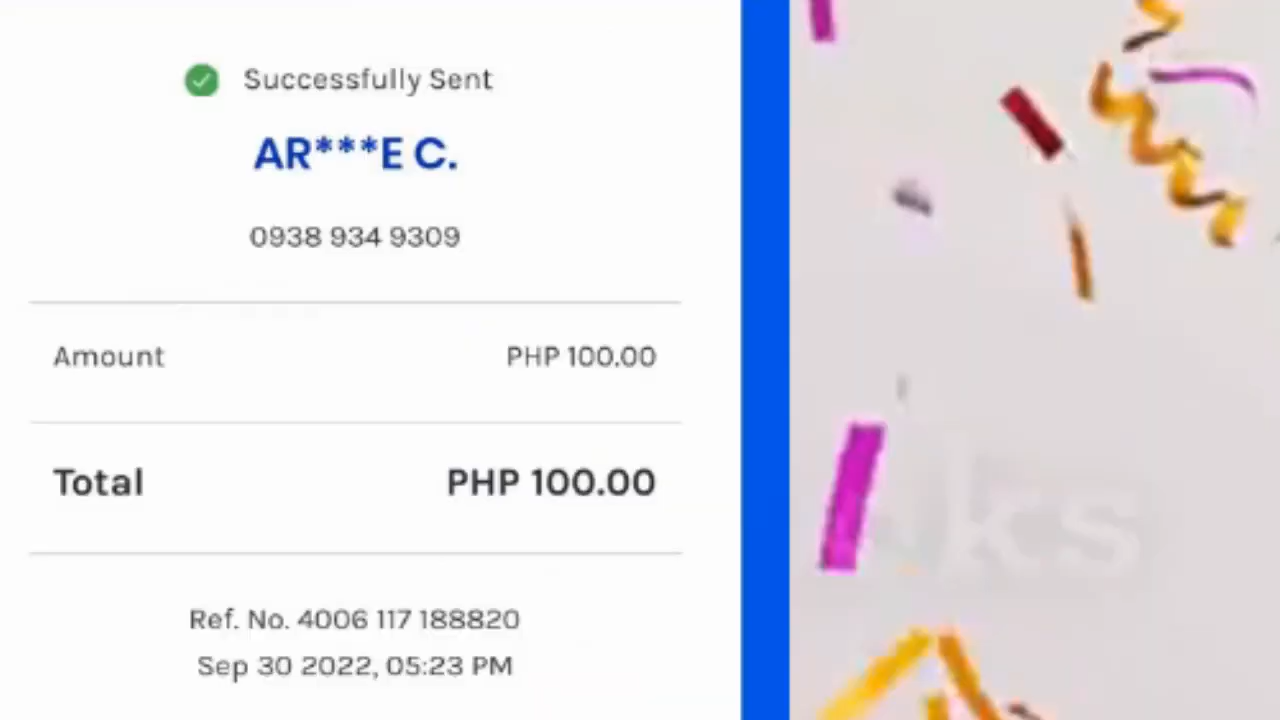 Successfully Sent
AR***E C.
0938 934 9309
Amount PHP 100.00
Total PHP 100.00
Ref. No. 4006 117 188820
Sep 30 2022, 05:23 PM
ks